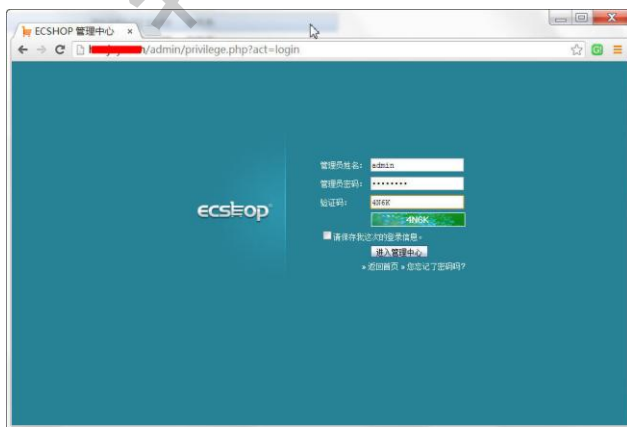 ECSHOP 管理中心
/admin/privilege.php?act=login
ecshop
管理员姓名: admin
管理员密码: ••••••••
验证码: 4N6K
4N6K
请保存我这次的登录信息。
进入管理中心
» 返回首页 » 您忘记了密码吗?